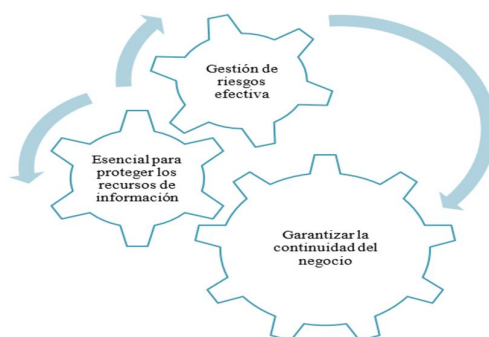 Gestión de
riesgos
efectiva
Esencial para
proteger los
recursos de
información
Garantizar la
continuidad del
negocio